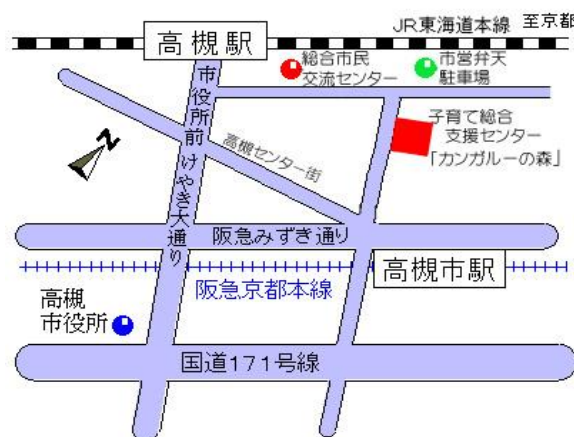 JR東海道本線
至京都
高槻駅
総合市民
交流センター
市営弁天
駐車場
市役所前けやき大通り
子育て総合
支援センター
「カンガルーの森」
N
高槻センター街
阪急みずき通り
高槻市駅
阪急京都本線
高槻
市役所
国道171号線